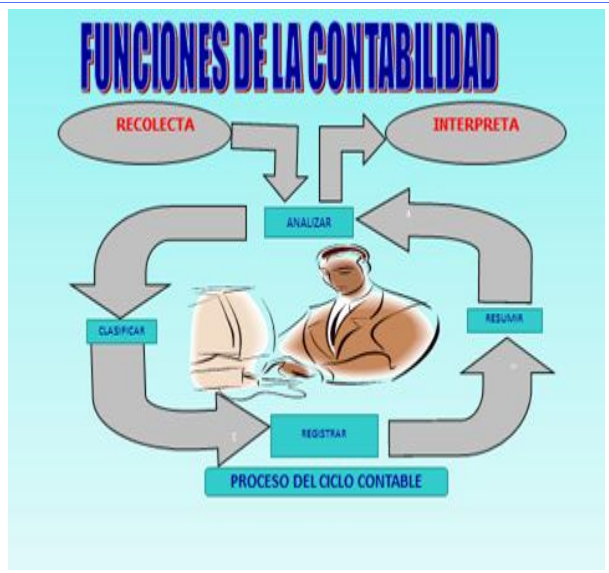 FUNCIONES DE LA CONTABILIDAD
RECOLECTA
INTERPRETA
ANALIZAR
CLASIFICAR
RESUMIR
REGISTRAR
PROCESO DEL CICLO CONTABLE